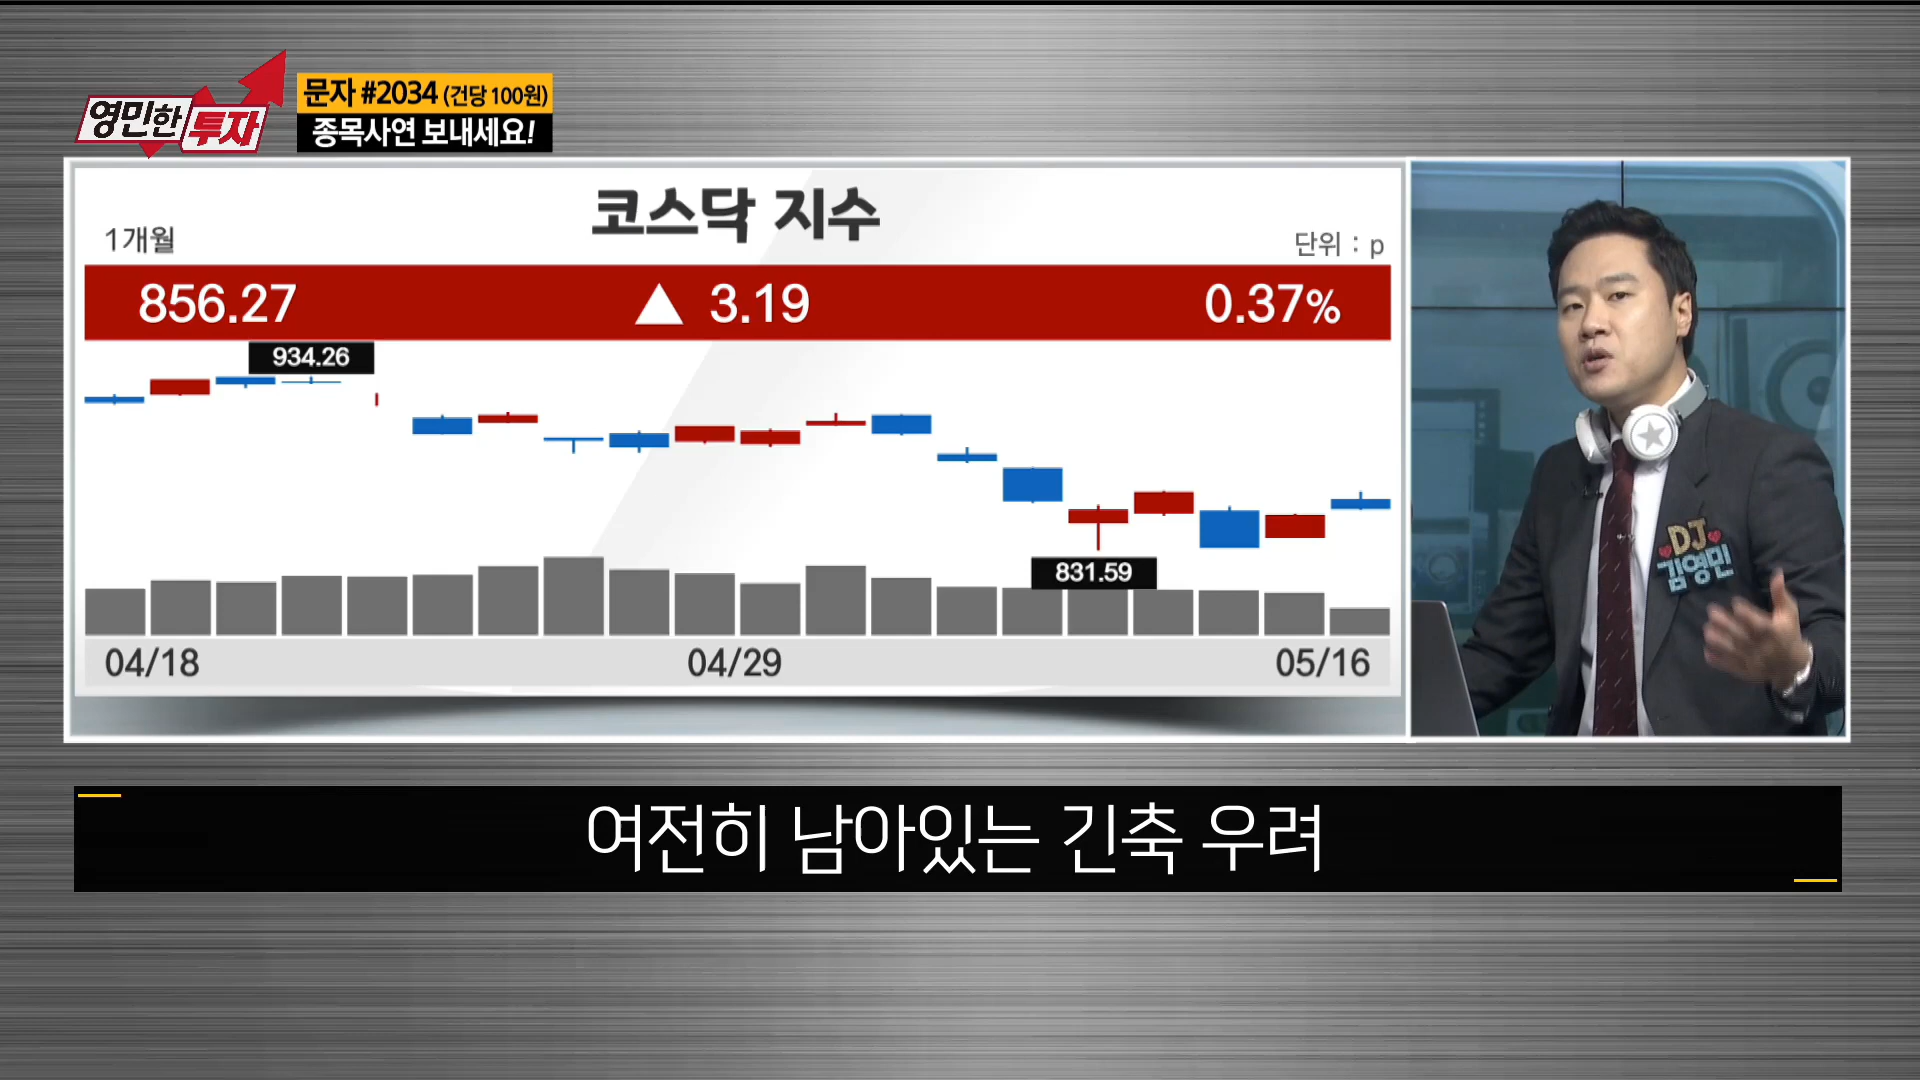 영민한 투자
문자 #2034 (건당 100원)
종목사연 보내세요!
코스닥 지수
1개월
단위 : p
856.27 ▲ 3.19 0.37%
934.26
831.59
04/18 04/29 05/16
DJ
김영민
여전히 남아있는 긴축 우려